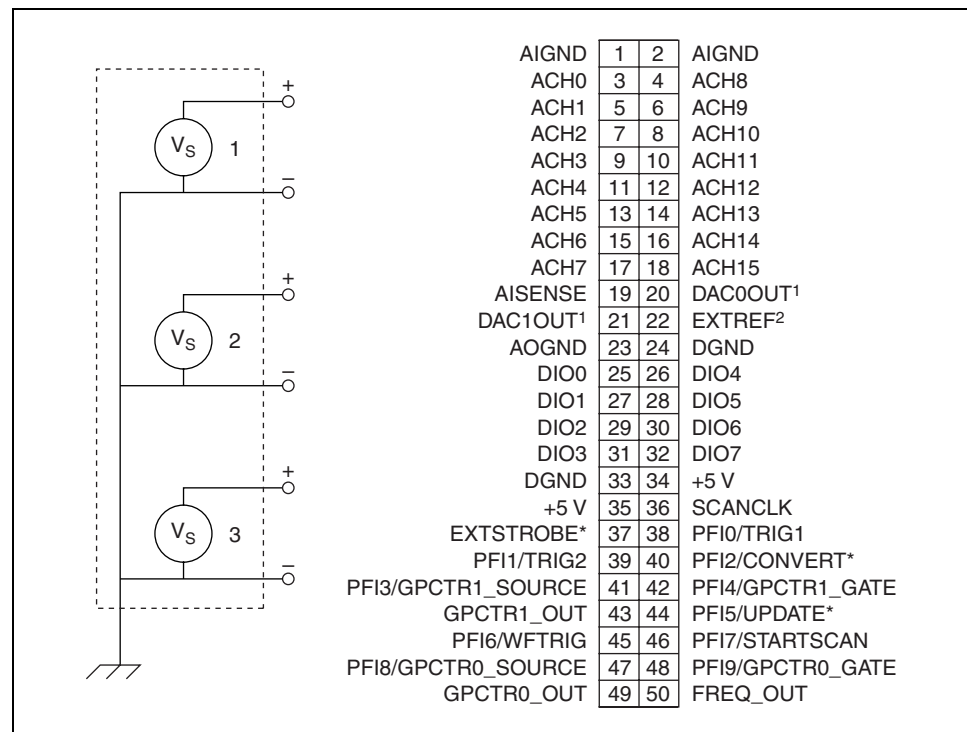 +
VS 1
–
+
VS 2
–
+
VS 3
–
AIGND 1 2 AIGND
ACH0 3 4 ACH8
ACH1 5 6 ACH9
ACH2 7 8 ACH10
ACH3 9 10 ACH11
ACH4 11 12 ACH12
ACH5 13 14 ACH13
ACH6 15 16 ACH14
ACH7 17 18 ACH15
AISENSE 19 20 DAC0OUT1
DAC1OUT1 21 22 EXTREF2
AOGND 23 24 DGND
DIO0 25 26 DIO4
DIO1 27 28 DIO5
DIO2 29 30 DIO6
DIO3 31 32 DIO7
DGND 33 34 +5 V
+5 V 35 36 SCANCLK
EXTSTROBE* 37 38 PFI0/TRIG1
PFI1/TRIG2 39 40 PFI2/CONVERT*
PFI3/GPCTR1_SOURCE 41 42 PFI4/GPCTR1_GATE
GPCTR1_OUT 43 44 PFI5/UPDATE*
PFI6/WFTRIG 45 46 PFI7/STARTSCAN
PFI8/GPCTR0_SOURCE 47 48 PFI9/GPCTR0_GATE
GPCTR0_OUT 49 50 FREQ_OUT